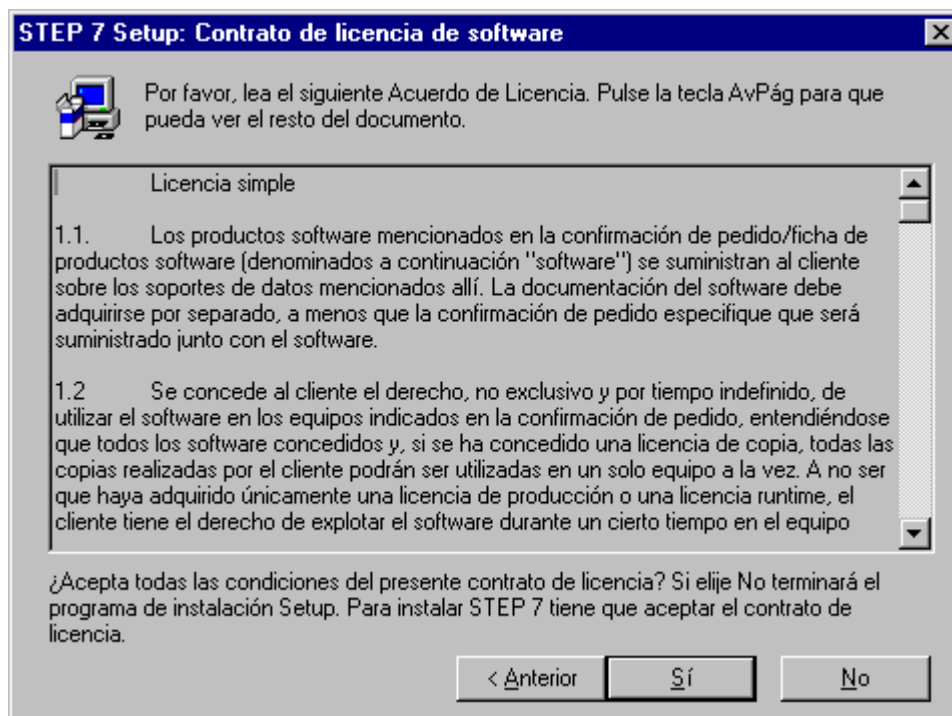 STEP 7 Setup: Contrato de licencia de software
Por favor, lea el siguiente Acuerdo de Licencia. Pulse la tecla AvPág para que
pueda ver el resto del documento.
Licencia simple
1.1. Los productos software mencionados en la confirmación de pedido/ficha de
productos software (denominados a continuación "software") se suministran al cliente
sobre los soportes de datos mencionados allí. La documentación del software debe
adquirirse por separado, a menos que la confirmación de pedido especifique que será
suministrado junto con el software.
1.2 Se concede al cliente el derecho, no exclusivo y por tiempo indefinido, de
utilizar el software en los equipos indicados en la confirmación de pedido, entendiéndose
que todos los software concedidos y, si se ha concedido una licencia de copia, todas las
copias realizadas por el cliente podrán ser utilizadas en un solo equipo a la vez. A no ser
que haya adquirido únicamente una licencia de producción o una licencia runtime, el
cliente tiene el derecho de explotar el software durante un cierto tiempo en el equipo
¿Acepta todas las condiciones del presente contrato de licencia? Si elije No terminará el
programa de instalación Setup. Para instalar STEP 7 tiene que aceptar el contrato de
licencia.
< Anterior Sí No